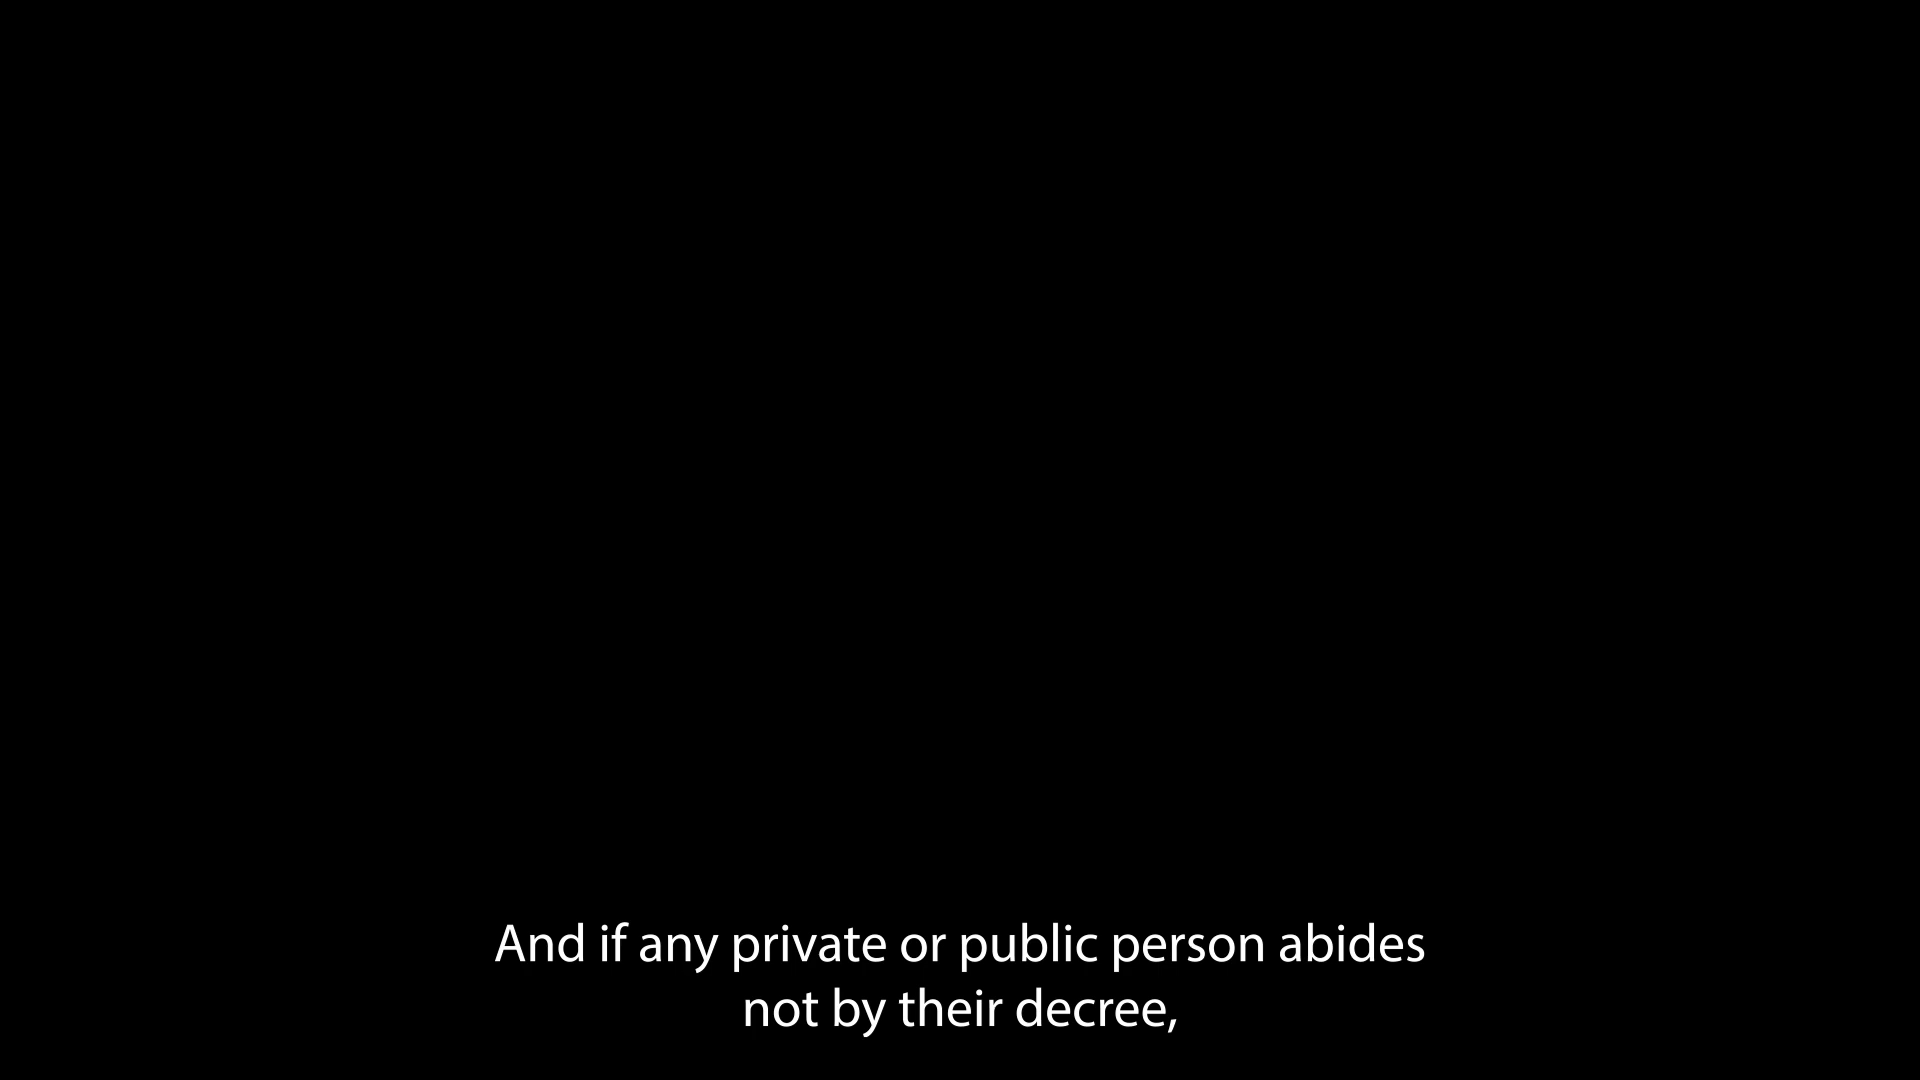 And if any private or public person abides
not by their decree,